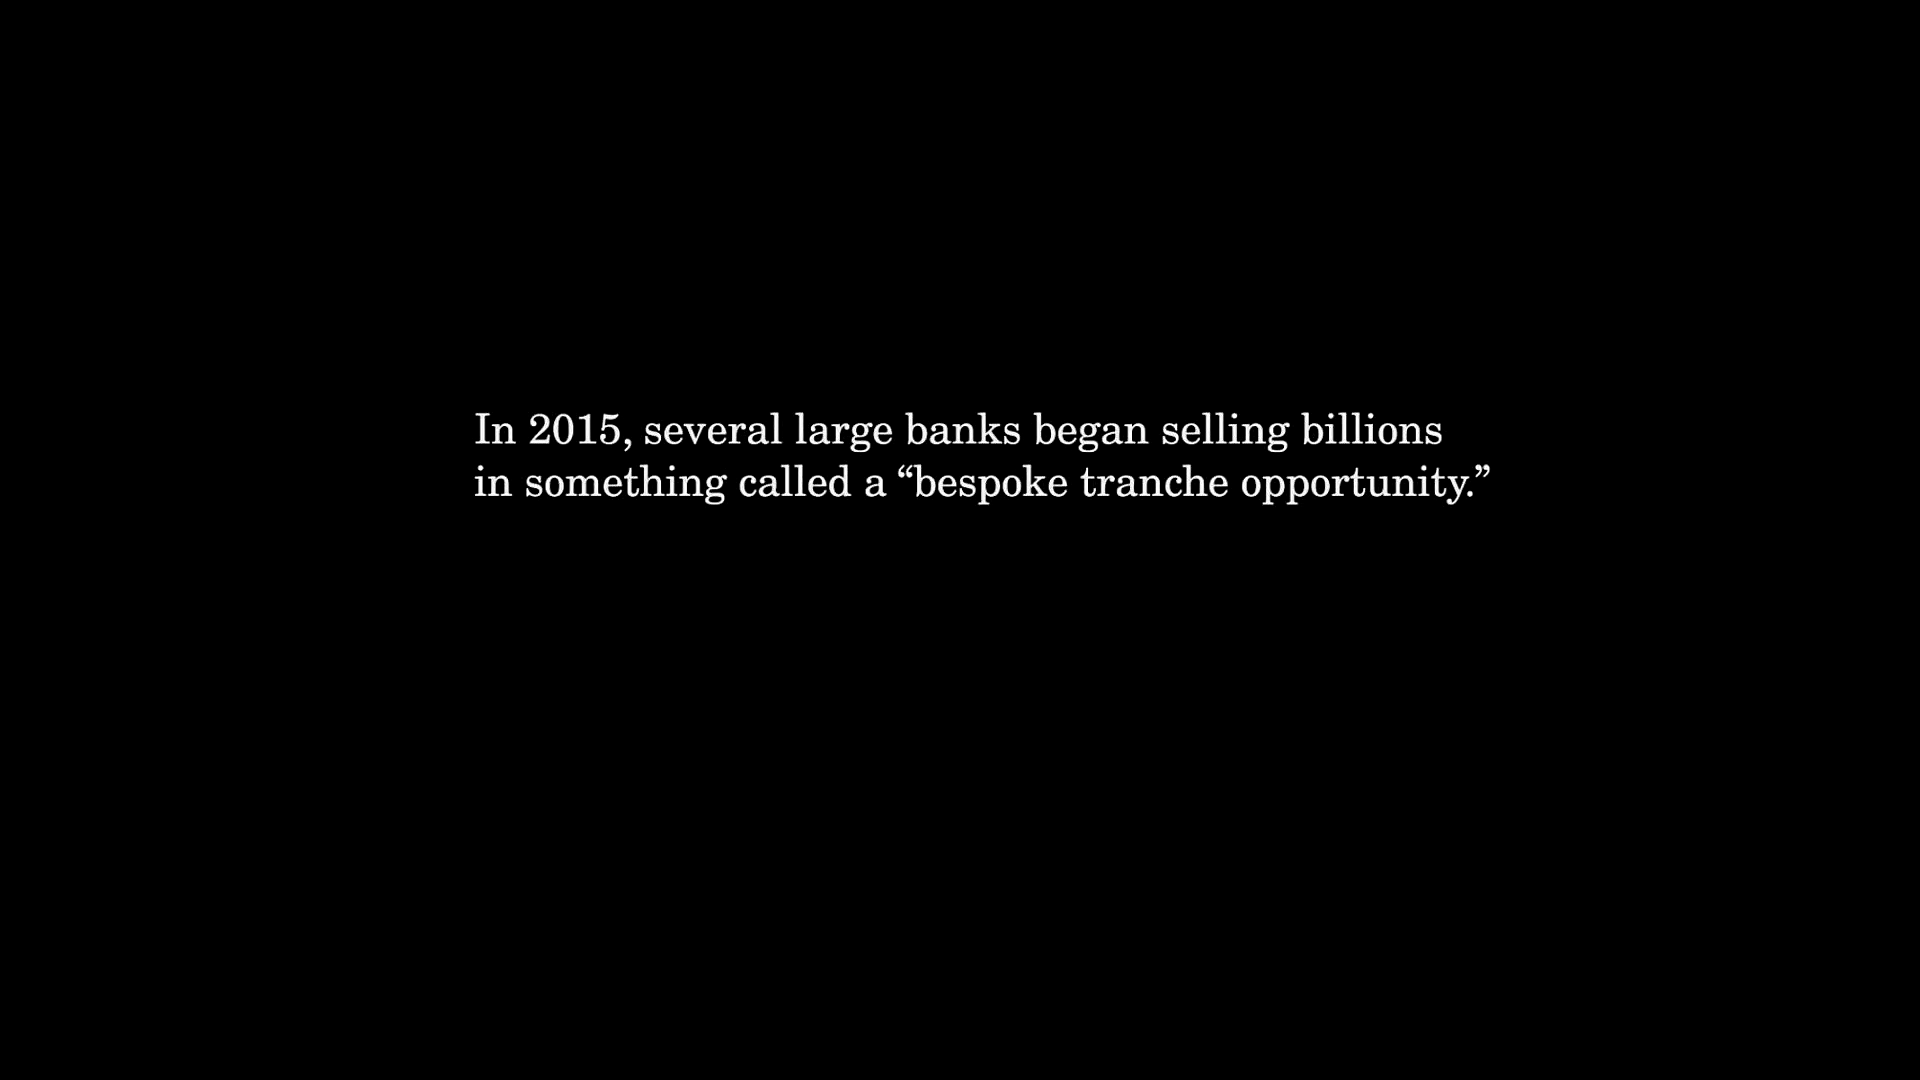 In 2015, several large banks began selling billions
in something called a “bespoke tranche opportunity.”